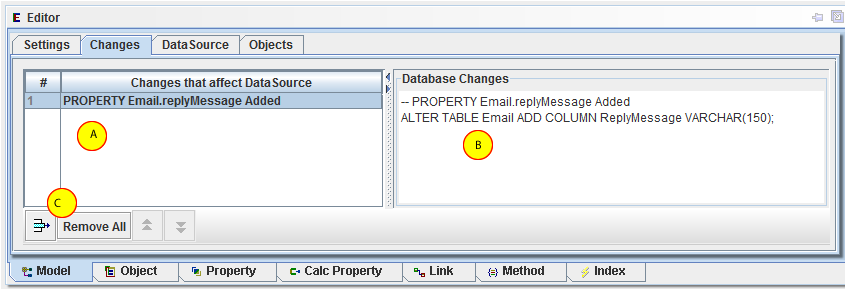 E Editor
Settings Changes DataSource Objects
# Changes that affect DataSource
1 PROPERTY Email.replyMessage Added
Database Changes
-- PROPERTY Email.replyMessage Added
ALTER TABLE Email ADD COLUMN ReplyMessage VARCHAR(150);
A
B
C
Remove All
Model Object Property Calc Property Link Method Index